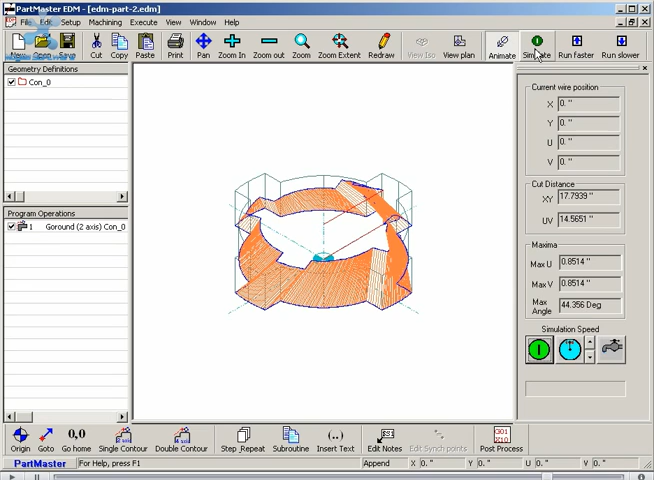 PartMaster EDM - [edm-part-2.edm]
File Edit Setup Machining Execute View Window Help
New Save Cut Copy Paste Print Pan Zoom In Zoom out Zoom Zoom Extent Redraw View Iso View plan Animate Simulate Run faster Run slower
Geometry Definitions
Con_0
Program Operations
1 Goround (2 axis) Con_0
Current wire position
X 0. "
Y 0. "
U 0. "
V 0. "
Cut Distance
XY 17.7939 "
UV 14.5651 "
Maxima
Max U 0.8514 "
Max V 0.8514 "
Max Angle 44.356 Deg
Simulation Speed
0,0
(..)
G01
X10
Origin Goto Go home Single Contour Double Contour Step_Repeat Subroutine Insert Text Edit Notes Edit Synch points Post Process
PartMaster For Help, press F1 Append X 0. " Y 0. " U 0. " V 0. "